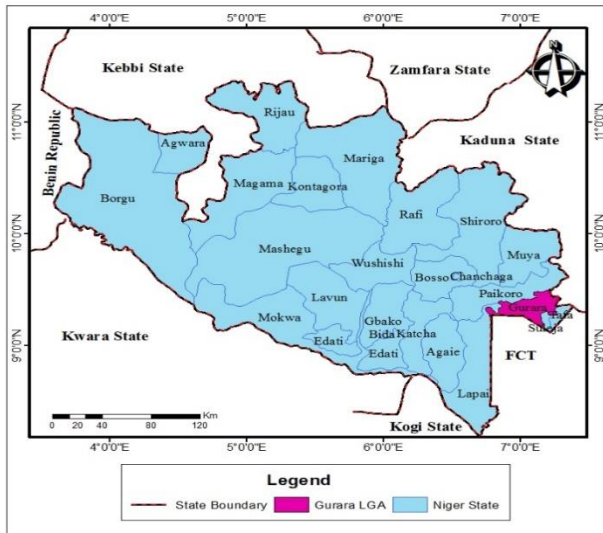 4°0'0"E 5°0'0"E 6°0'0"E 7°0'0"E
Kebbi State
Zamfara State
11°0'0"N
Rijau
11°0'0"N
Benin Republic
Agwara
Kaduna State
Mariga
Magama
Kontagora
Borgu
Rafi
Shiroro
10°0'0"N
10°0'0"N
Mashegu
Muya
Wushishi
Bosso
Chanchaga
Lavun
Paikoro
Mokwa
Gbako
Gurara
Tafa
Suleja
Kwara State
Bida
Katcha
9°0'0"N
Edati
Edati
Agaie
FCT
9°0'0"N
Lapai
Km
0 20 40 80 120
Kogi State
4°0'0"E 5°0'0"E 6°0'0"E 7°0'0"E
Legend
State Boundary Gurara LGA Niger State